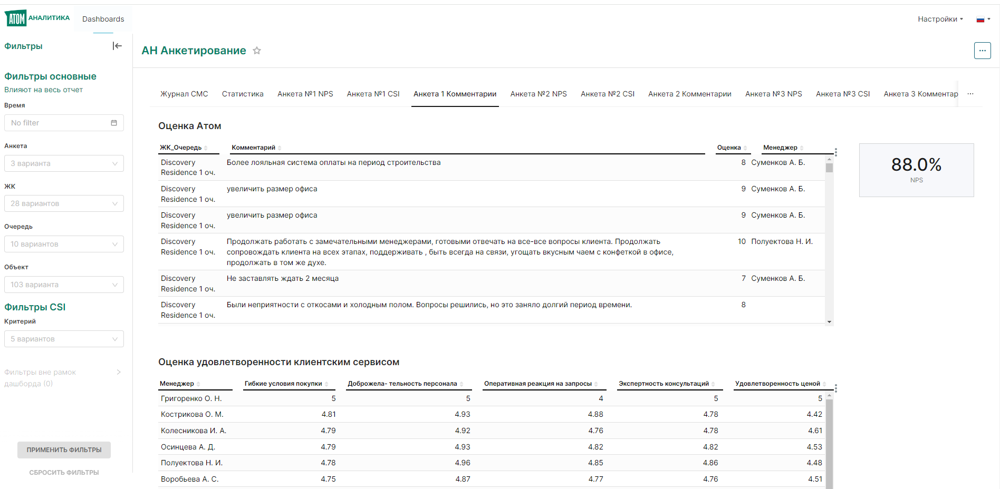 АТОМ АНАЛИТИКА Dashboards Настройки
Фильтры
АН Анкетирование
Фильтры основные
Влияют на весь отчет
Время
No filter
Анкета
3 варианта
ЖК
28 вариантов
Очередь
10 вариантов
Объект
103 варианта
Фильтры CSI
Критерий
5 вариантов
Фильтры вне рамок
дашборда (0)
ПРИМЕНИТЬ ФИЛЬТРЫ
СБРОСИТЬ ФИЛЬТРЫ
Журнал СМС Статистика Анкета №1 NPS Анкета №1 CSI Анкета 1 Комментарии Анкета №2 NPS Анкета №2 CSI Анкета 2 Комментарии Анкета №3 NPS Анкета №3 CSI Анкета 3 Комментар ...
Оценка Атом
ЖК_Очередь Комментарий Оценка Менеджер
Discovery Более лояльная система оплаты на период строительства 8 Суменков А. Б.
Residence 1 оч.
Discovery увеличить размер офиса 9 Суменков А. Б.
Residence 1 оч.
Discovery увеличить размер офиса 9 Суменков А. Б.
Residence 1 оч.
Discovery Продолжать работать с замечательными менеджерами, готовыми отвечать на все-все вопросы клиента. Продолжать 10 Полуектова Н. И.
Residence 1 оч. сопровождать клиента на всех этапах, поддерживать , быть всегда на связи, угощать вкусным чаем с конфеткой в офисе,
продолжать в том же духе.
Discovery Не заставлять ждать 2 месяца 7 Суменков А. Б.
Residence 1 оч.
Discovery Были неприятности с откосами и холодным полом. Вопросы решились, но это заняло долгий период времени. 8
Residence 1 оч.
88.0%
NPS
Оценка удовлетворенности клиентским сервисом
Менеджер Гибкие условия покупки Доброжела- тельность персонала Оперативная реакция на запросы Экспертность консультаций Удовлетворенность ценой
Григоренко О. Н. 5 5 4 5 5
Кострикова О. М. 4.81 4.93 4.88 4.78 4.42
Колесникова И. А. 4.79 4.92 4.76 4.78 4.61
Осинцева А. Д. 4.79 4.93 4.82 4.82 4.53
Полуектова Н. И. 4.78 4.96 4.85 4.86 4.48
Воробьева А. С. 4.75 4.87 4.77 4.76 4.51